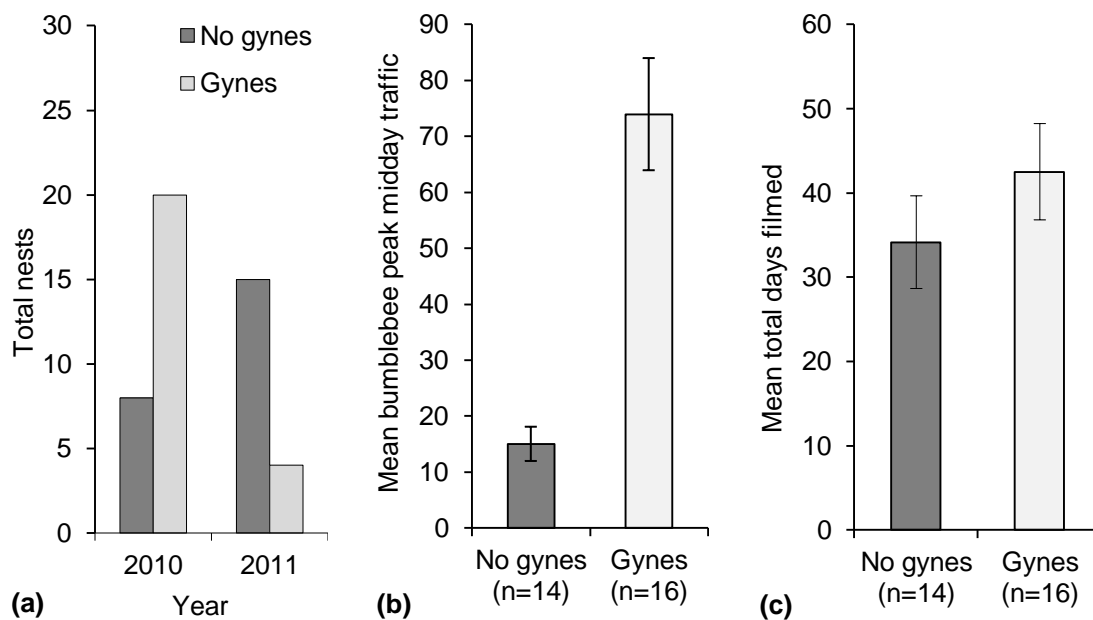 Total nests
30
25
20
15
10
5
0
No gynes
Gynes
2010
2011
Year
(a)
Mean bumblebee peak midday traffic
90
80
70
60
50
40
30
20
10
0
No gynes
(n=14)
Gynes
(n=16)
(b)
Mean total days filmed
60
50
40
30
20
10
0
No gynes
(n=14)
Gynes
(n=16)
(c)